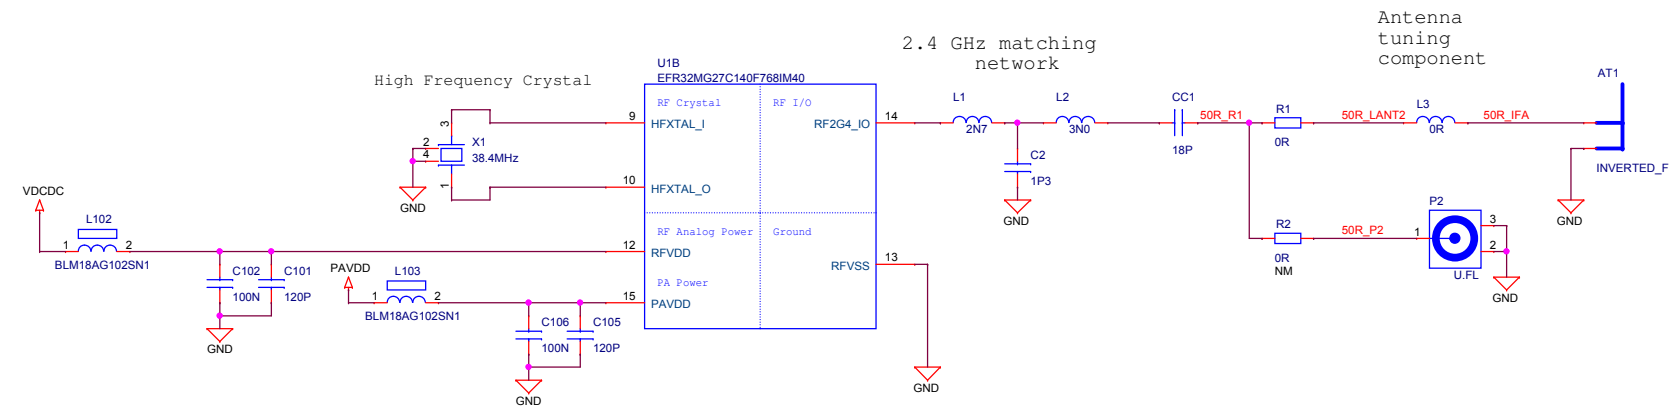 Antenna
tuning
component
2.4 GHz matching
network
High Frequency Crystal
U1B
EFR32MG27C140F768IM40
RF Crystal
RF I/O
HFXTAL_I
RF2G4_IO
HFXTAL_O
RF Analog Power
Ground
RFVDD
RFVSS
PA Power
PAVDD
9
10
12
15
14
13
3
2
4
1
X1
38.4MHz
GND
VDCDC
L102
1
2
BLM18AG102SN1
C102
100N
C101
120P
GND
PAVDD
L103
1
2
BLM18AG102SN1
C106
100N
C105
120P
GND
L1
2N7
L2
3N0
C2
1P3
GND
CC1
18P
50R_R1
R1
0R
50R_LANT2
L3
0R
50R_IFA
AT1
INVERTED_F
GND
R2
0R
NM
50R_P2
P2
1
3
2
U.FL
GND
GND